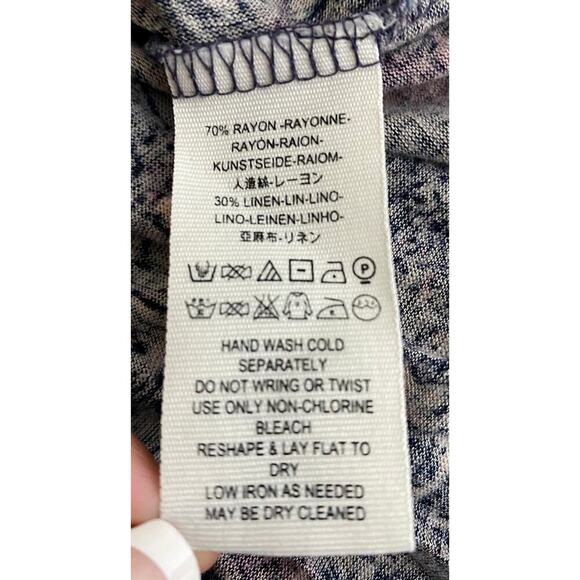 70% RAYON -RAYONNE-
RAYÓN-RAION-
KUNSTSEIDE-RAIOM-
人造絲-レーヨン
30% LINEN-LIN-LINO-
LINO-LEINEN-LINHO-
亞麻布-リネン
P
HAND WASH COLD
SEPARATELY
DO NOT WRING OR TWIST
USE ONLY NON-CHLORINE
BLEACH
RESHAPE & LAY FLAT TO
DRY
LOW IRON AS NEEDED
MAY BE DRY CLEANED